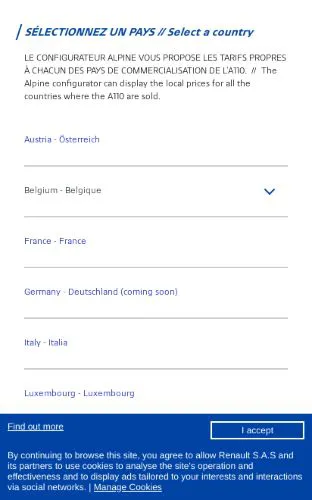 SÉLECTIONNEZ UN PAYS // Select a country
LE CONFIGURATEUR ALPINE VOUS PROPOSE LES TARIFS PROPRES
À CHACUN DES PAYS DE COMMERCIALISATION DE L'A110. // The
Alpine configurator can display the local prices for all the
countries where the A110 are sold.
Austria - Österreich
Belgium - Belgique
France - France
Germany - Deutschland (coming soon)
Italy - Italia
Luxembourg - Luxembourg
Find out more
I accept
By continuing to browse this site, you agree to allow Renault S.A.S and
its partners to use cookies to analyse the site's operation and
effectiveness and to display ads tailored to your interests and interactions
via social networks. | Manage Cookies